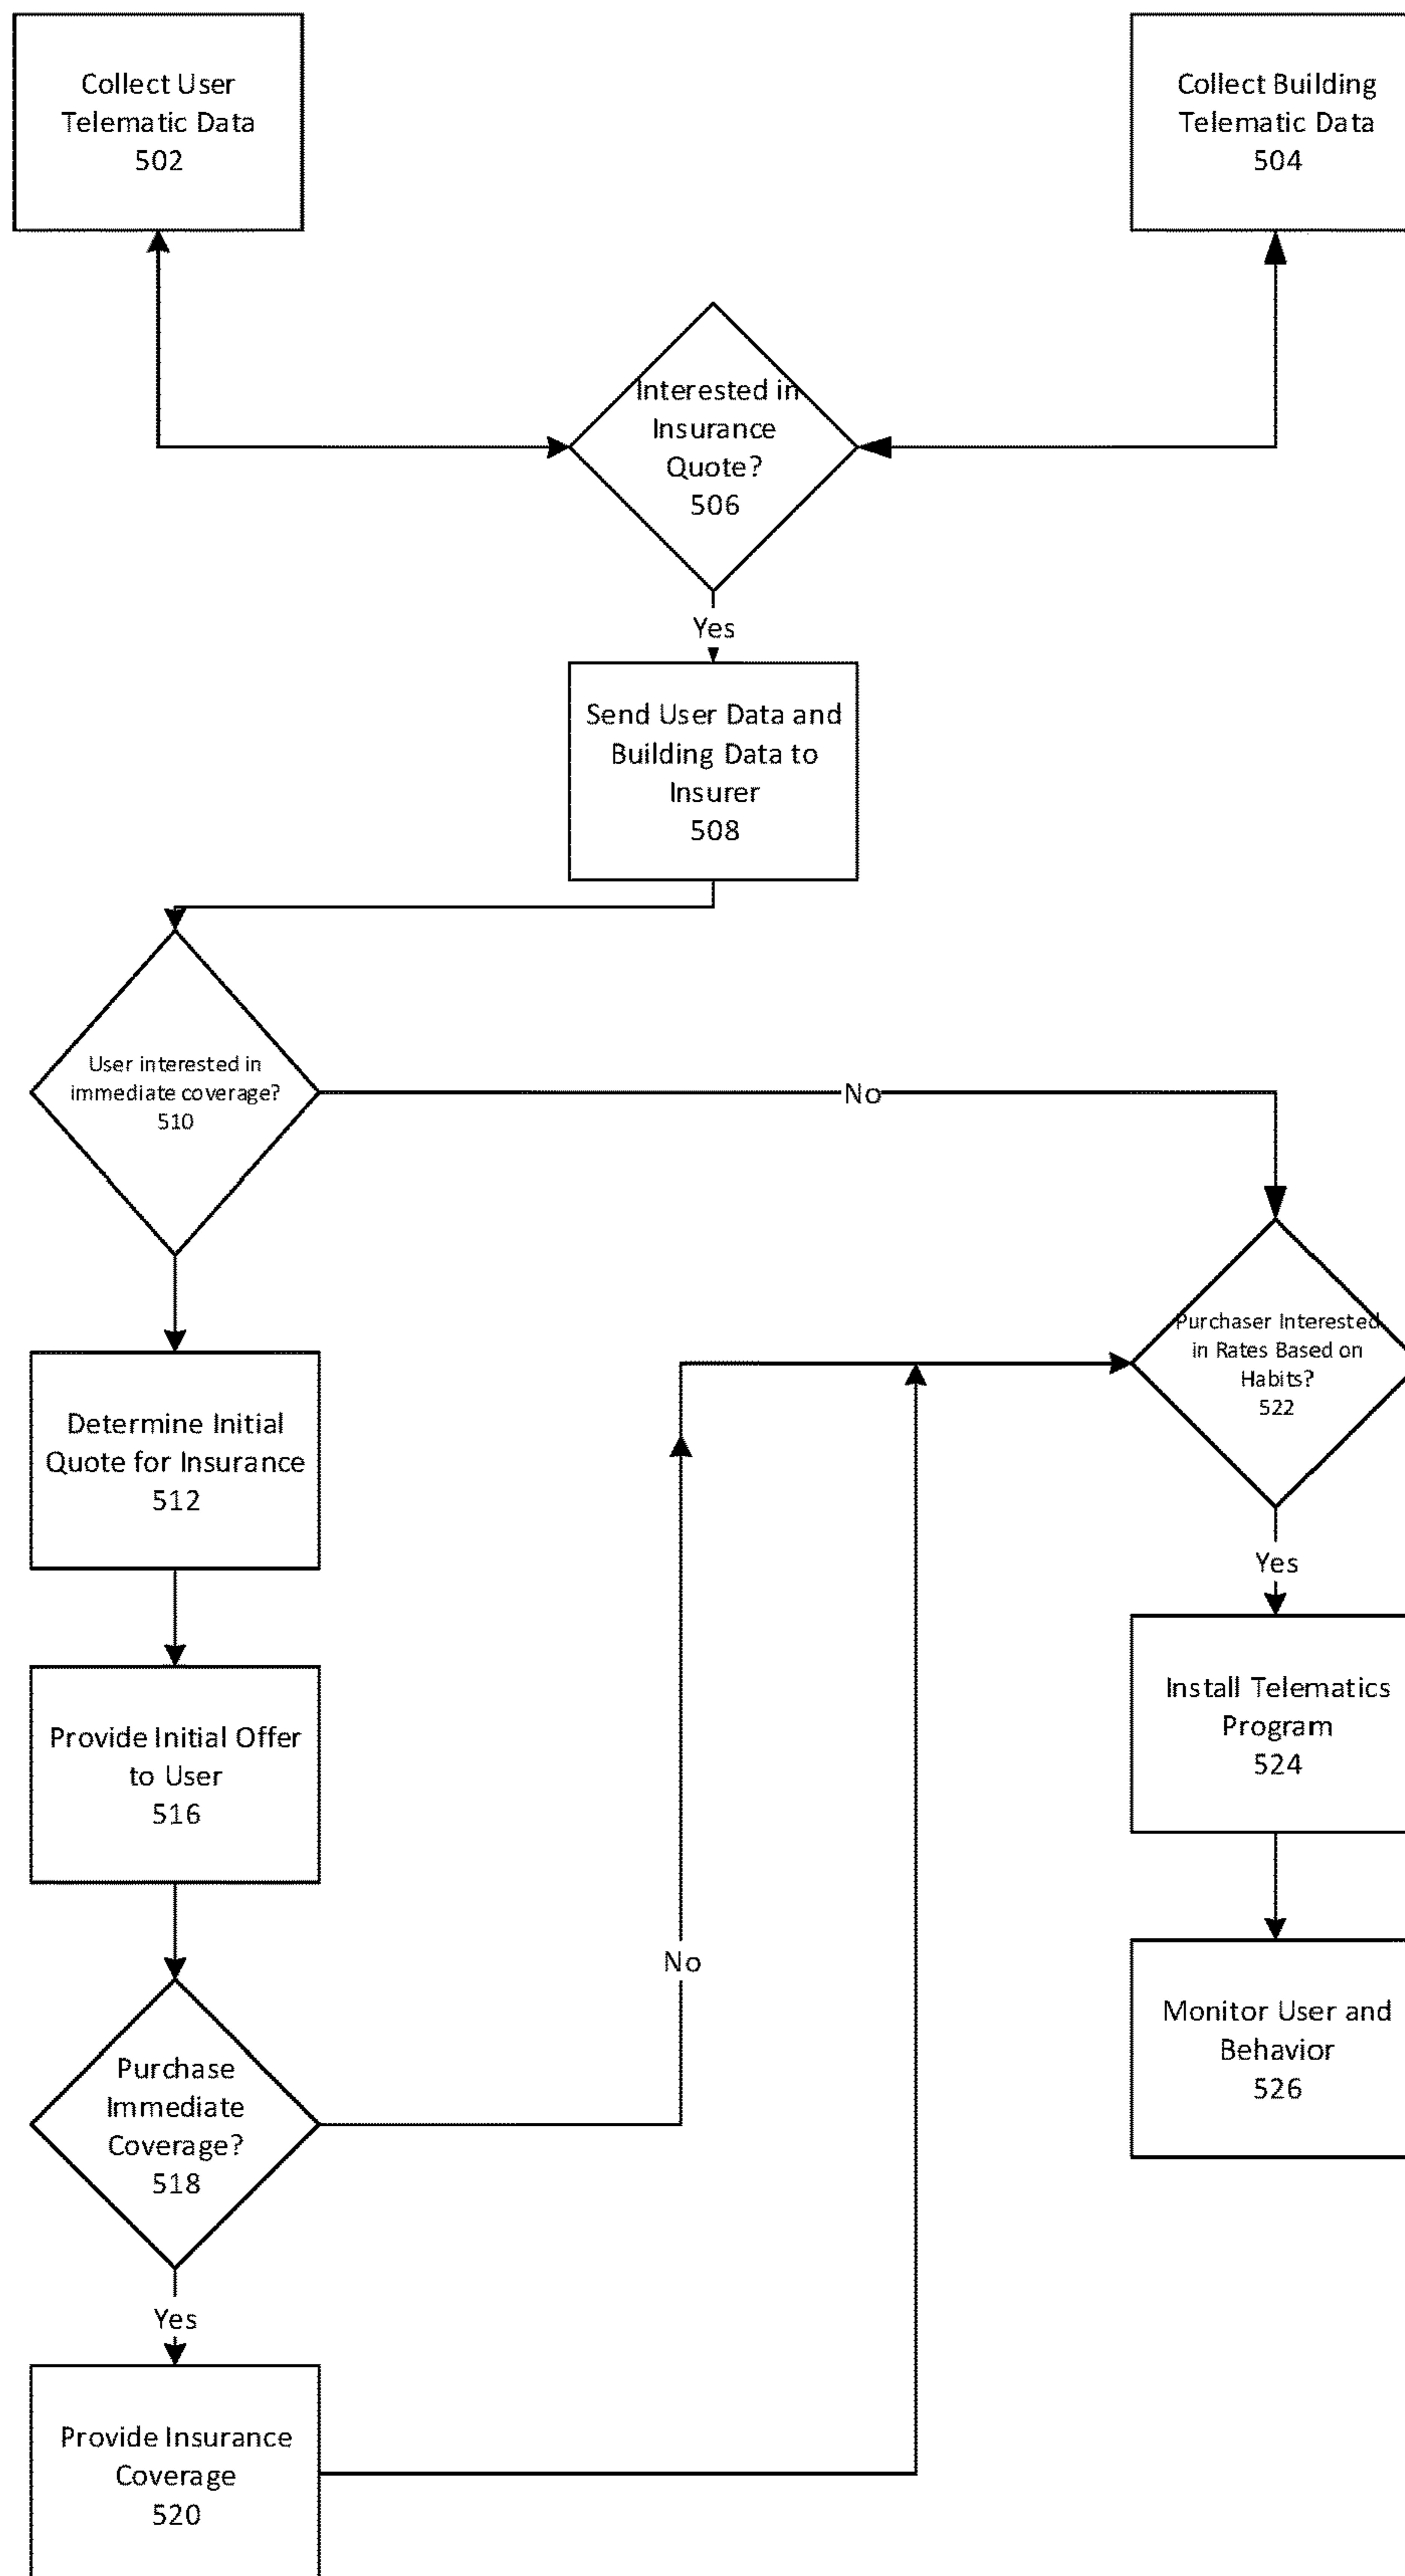 Collect User
Telematic Data
502
Collect Building
Telematic Data
504
Interested in
Insurance
Quote?
506
Yes
Send User Data and
Building Data to
Insurer
508
User interested in
immediate coverage?
510
No
Determine Initial
Quote for Insurance
512
Purchaser Interested
in Rates Based on
Habits?
522
Yes
Provide Initial Offer
to User
516
Install Telematics
Program
524
No
Purchase
Immediate
Coverage?
518
Monitor User and
Behavior
526
Yes
Provide Insurance
Coverage
520